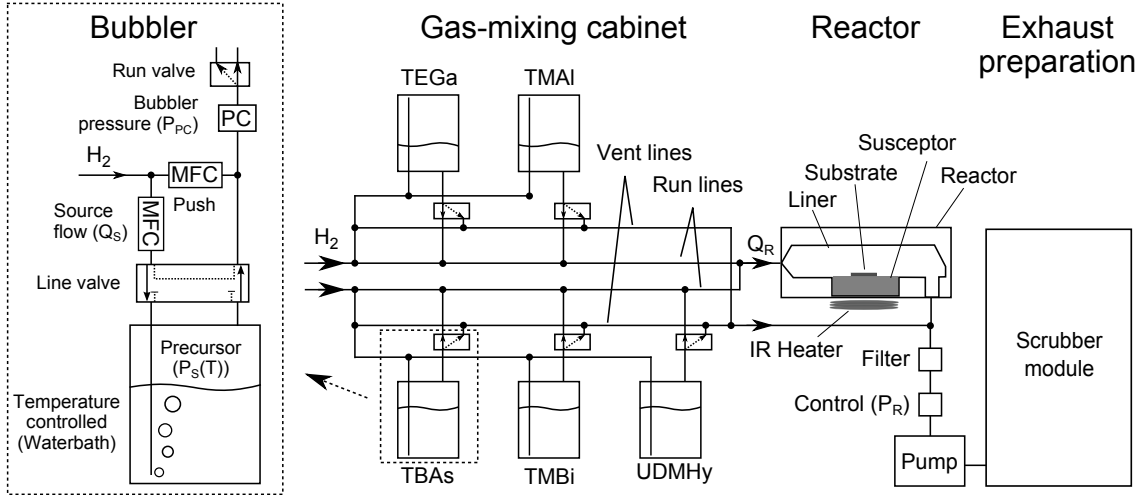 Bubbler
Run valve
Bubbler
pressure (P_PC)
PC
H₂
MFC
Push
Source
flow (Q_S)
MFC
Line valve
Precursor
(P_S(T))
Temperature
controlled
(Waterbath)
Gas-mixing cabinet
TEGa
TMAl
Vent lines
Run lines
H₂
TBAs
TMBi
UDMHy
Reactor
Susceptor
Substrate
Reactor
Liner
Q_R
IR Heater
Filter
Control (P_R)
Pump
Exhaust
preparation
Scrubber
module